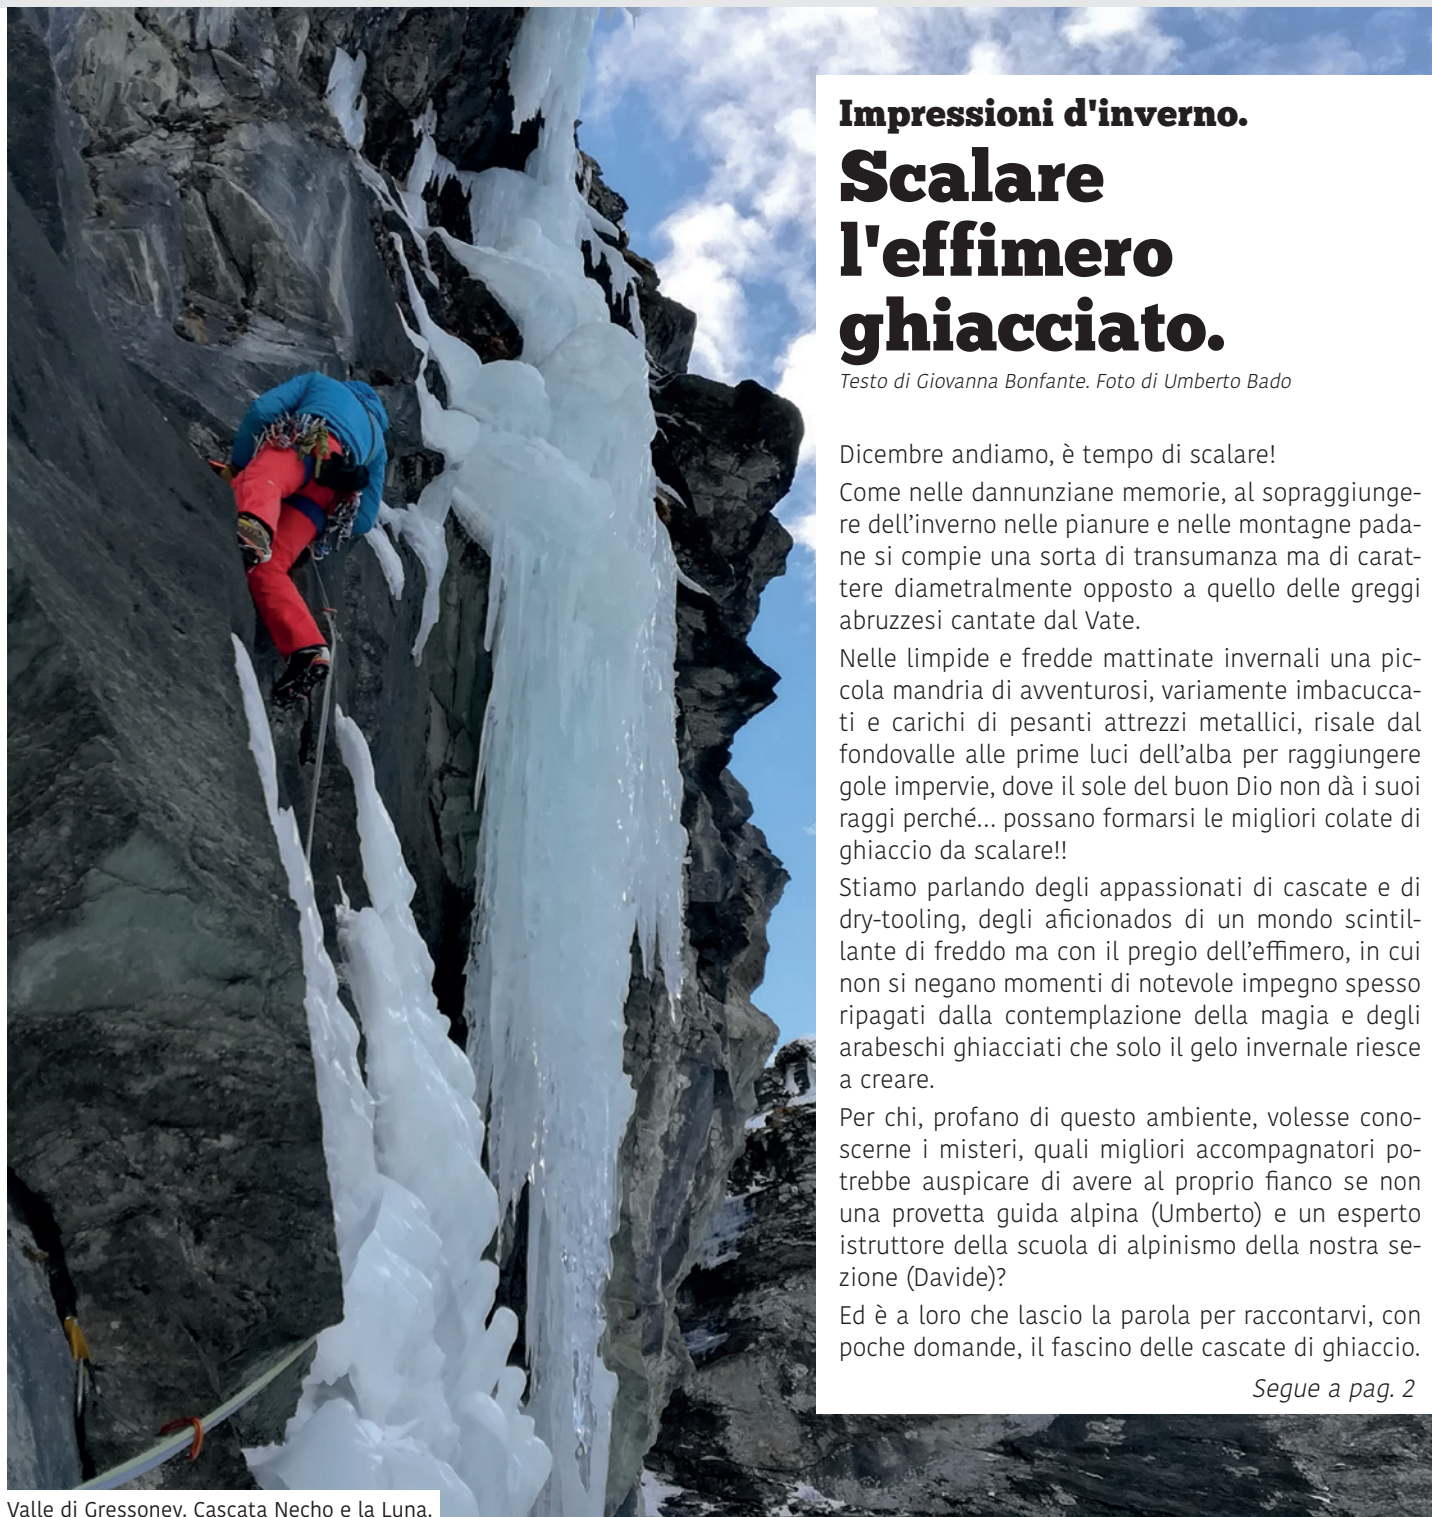 Impressioni d'inverno.
Scalare
l'effimero
ghiacciato.
Testo di Giovanna Bonfante. Foto di Umberto Bado
Dicembre andiamo, è tempo di scalare!
Come nelle dannunziane memorie, al sopraggiunge-
re dell’inverno nelle pianure e nelle montagne pada-
ne si compie una sorta di transumanza ma di carat-
tere diametralmente opposto a quello delle greggi
abruzzesi cantate dal Vate.
Nelle limpide e fredde mattinate invernali una pic-
cola mandria di avventurosi, variamente imbacucca-
ti e carichi di pesanti attrezzi metallici, risale dal
fondovalle alle prime luci dell’alba per raggiungere
gole impervie, dove il sole del buon Dio non dà i suoi
raggi perché... possano formarsi le migliori colate di
ghiaccio da scalare!!
Stiamo parlando degli appassionati di cascate e di
dry-tooling, degli aficionados di un mondo scintil-
lante di freddo ma con il pregio dell’effimero, in cui
non si negano momenti di notevole impegno spesso
ripagati dalla contemplazione della magia e degli
arabeschi ghiacciati che solo il gelo invernale riesce
a creare.
Per chi, profano di questo ambiente, volesse cono-
scerne i misteri, quali migliori accompagnatori po-
trebbe auspicare di avere al proprio fianco se non
una provetta guida alpina (Umberto) e un esperto
istruttore della scuola di alpinismo della nostra se-
zione (Davide)?
Ed è a loro che lascio la parola per raccontarvi, con
poche domande, il fascino delle cascate di ghiaccio.
Segue a pag. 2
Valle di Gressoney. Cascata Necho e la Luna.